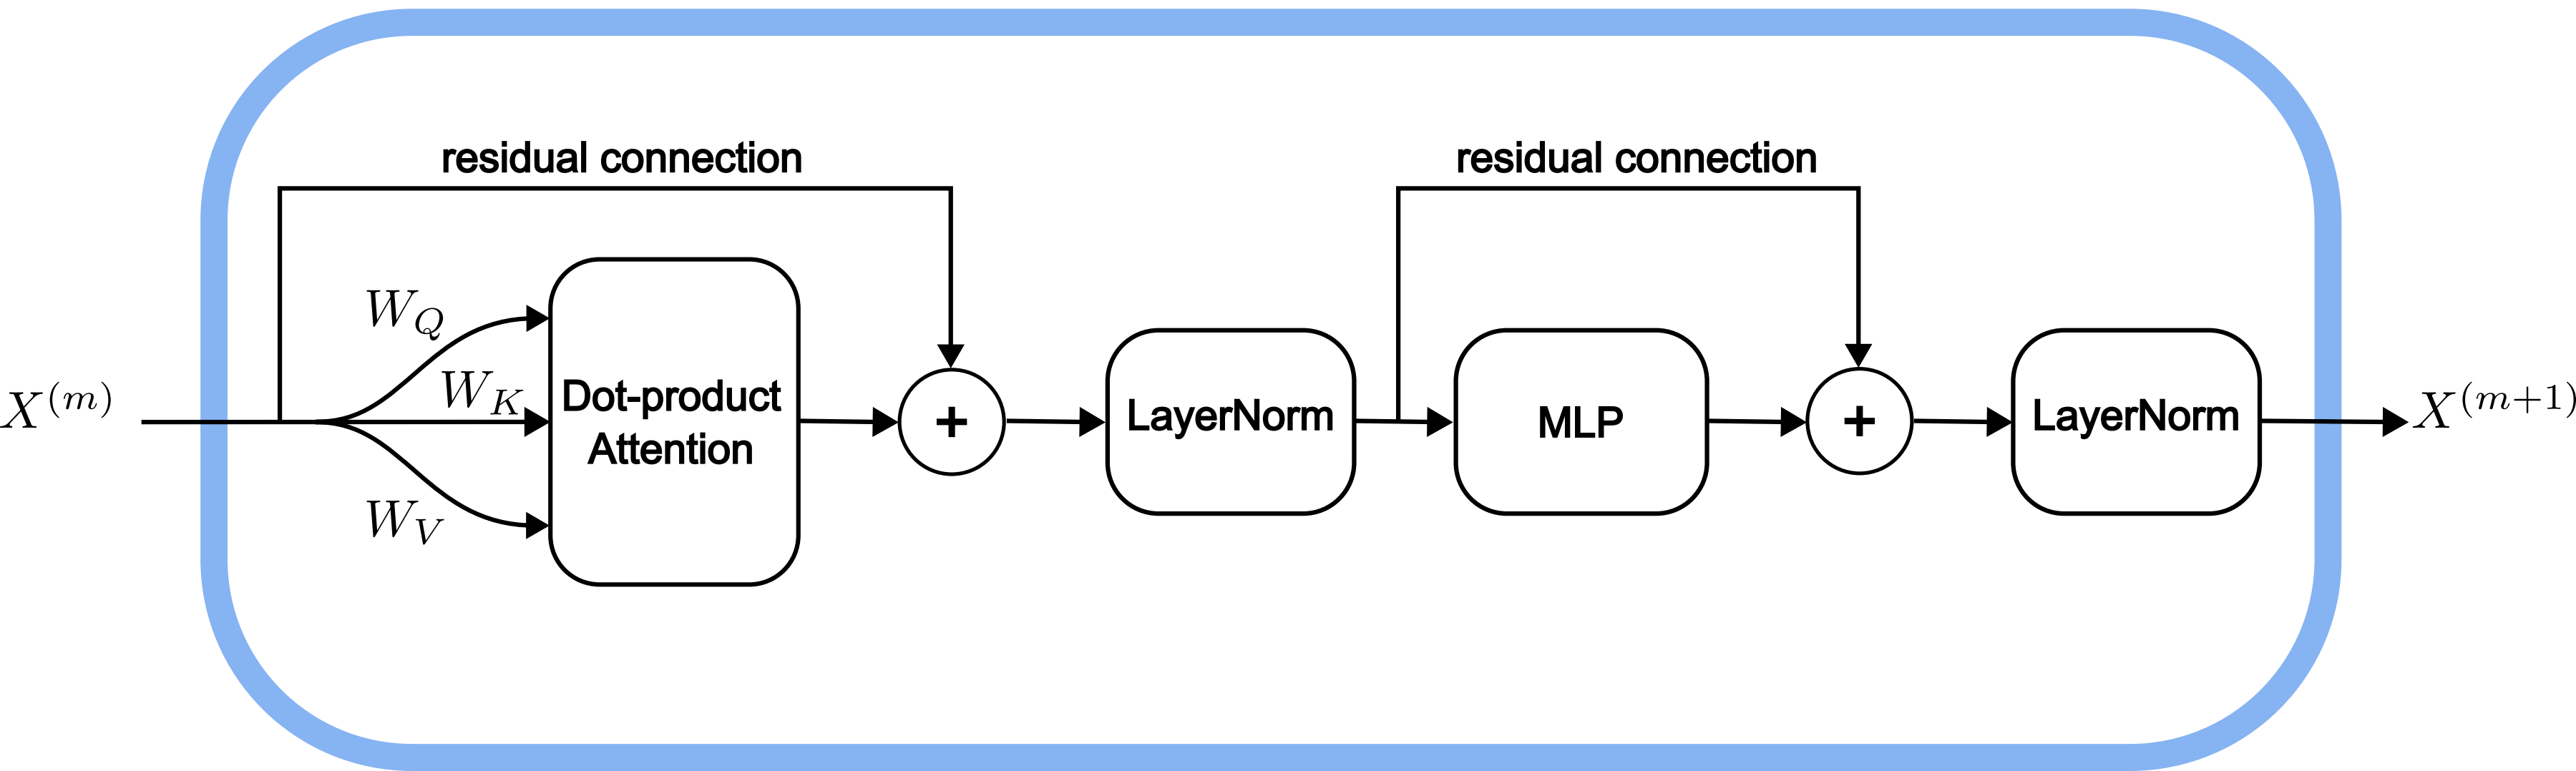 residual connection
residual connection
W_Q
W_K
W_V
X^{(m)}
Dot-product
Attention
+
LayerNorm
MLP
+
LayerNorm
X^{(m+1)}